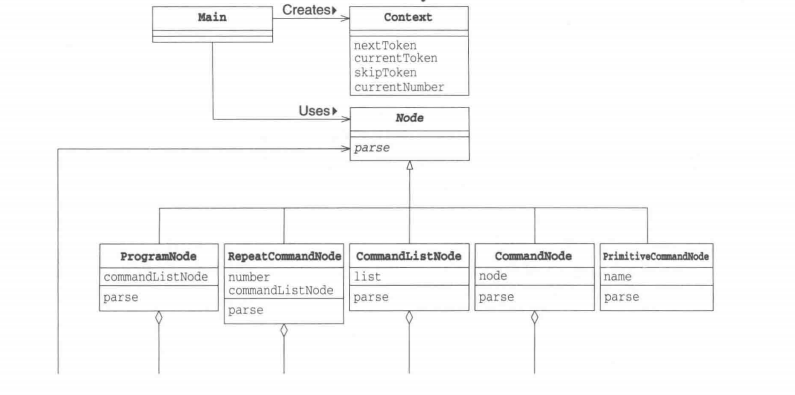 Main
Creates▶
Context
nextToken
currentToken
skipToken
currentNumber
Uses▶
Node
parse
ProgramNode
commandListNode
parse
RepeatCommandNode
number
commandListNode
parse
CommandListNode
list
parse
CommandNode
node
parse
PrimitiveCommandNode
name
parse